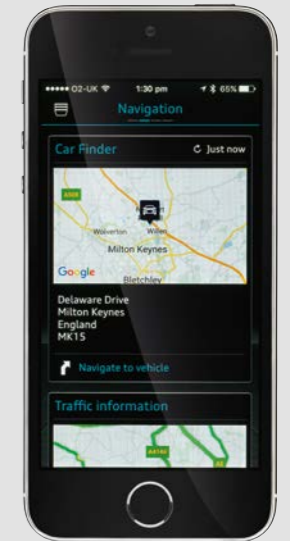 O2-UK 1:30 pm 65%
Navigation
Car Finder Just now
Wolverton Willen
Milton Keynes
Google
Bletchley
Delaware Drive
Milton Keynes
England
MK15
Navigate to vehicle
Traffic information